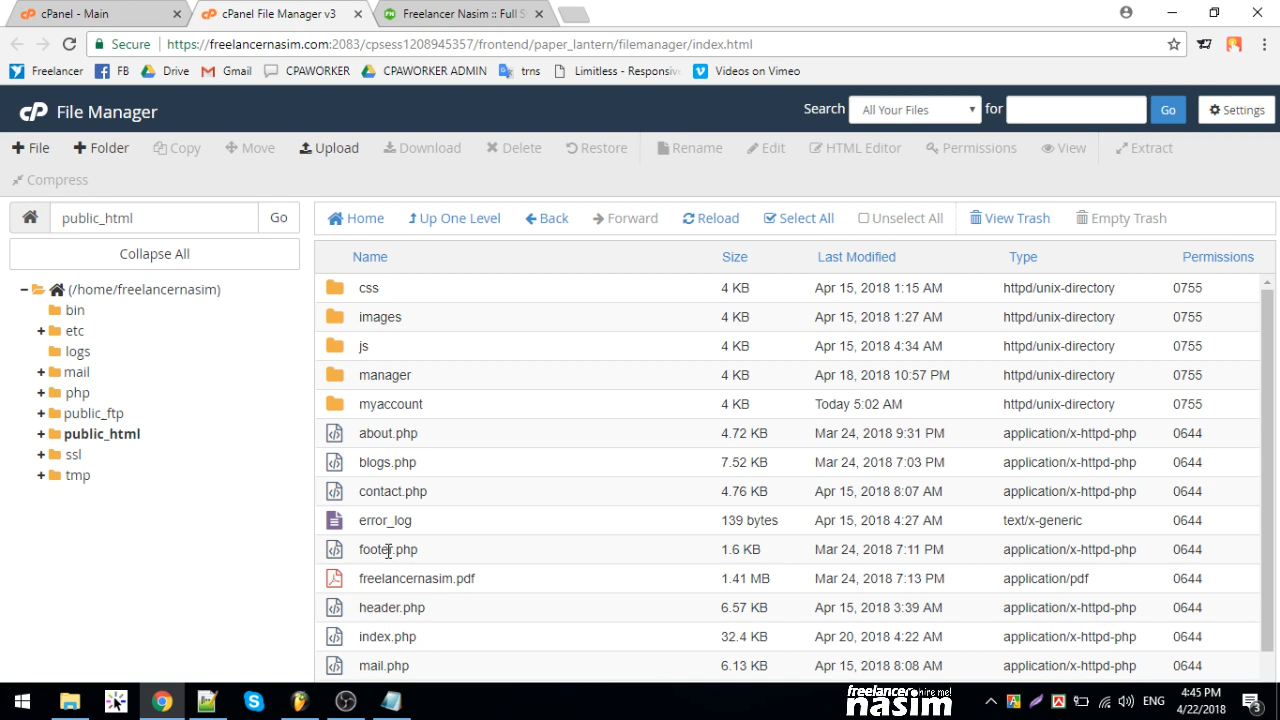 cPanel - Main
cPanel File Manager v3
Freelancer Nasim :: Full S
Secure
https://freelancernasim.com:2083/cpsess1208945357/frontend/paper_lantern/filemanager/index.html
Freelancer FB Drive Gmail CPAWORKER CPAWORKER ADMIN trns Limitless - Responsiv Videos on Vimeo
File Manager
Search All Your Files for Go Settings
File Folder Copy Move Upload Download Delete Restore Rename Edit HTML Editor Permissions View Extract
Compress
public_html Go
Home Up One Level Back Forward Reload Select All Unselect All View Trash Empty Trash
Collapse All
(/home/freelancernasim)
bin
etc
logs
mail
php
public_ftp
public_html
ssl
tmp
Name Size Last Modified Type Permissions
css 4 KB Apr 15, 2018 1:15 AM httpd/unix-directory 0755
images 4 KB Apr 15, 2018 1:27 AM httpd/unix-directory 0755
js 4 KB Apr 15, 2018 4:34 AM httpd/unix-directory 0755
manager 4 KB Apr 18, 2018 10:57 PM httpd/unix-directory 0755
myaccount 4 KB Today 5:02 AM httpd/unix-directory 0755
about.php 4.72 KB Mar 24, 2018 9:31 PM application/x-httpd-php 0644
blogs.php 7.52 KB Mar 24, 2018 7:03 PM application/x-httpd-php 0644
contact.php 4.76 KB Apr 15, 2018 8:07 AM application/x-httpd-php 0644
error_log 139 bytes Apr 15, 2018 4:27 AM text/x-generic 0644
footer.php 1.6 KB Mar 24, 2018 7:11 PM application/x-httpd-php 0644
freelancernasim.pdf 1.41 MB Mar 24, 2018 7:13 PM application/pdf 0644
header.php 6.57 KB Apr 15, 2018 3:39 AM application/x-httpd-php 0644
index.php 32.4 KB Apr 20, 2018 4:22 AM application/x-httpd-php 0644
mail.php 6.13 KB Apr 15, 2018 8:08 AM application/x-httpd-php 0644
freelancer hire me!
nasim
ENG
4:45 PM
4/22/2018
3